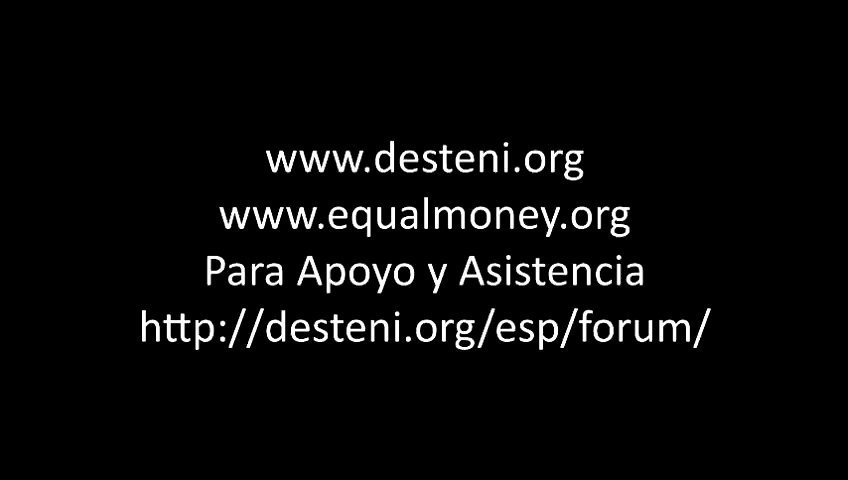 www.desteni.org
www.equalmoney.org
Para Apoyo y Asistencia
http://desteni.org/esp/forum/